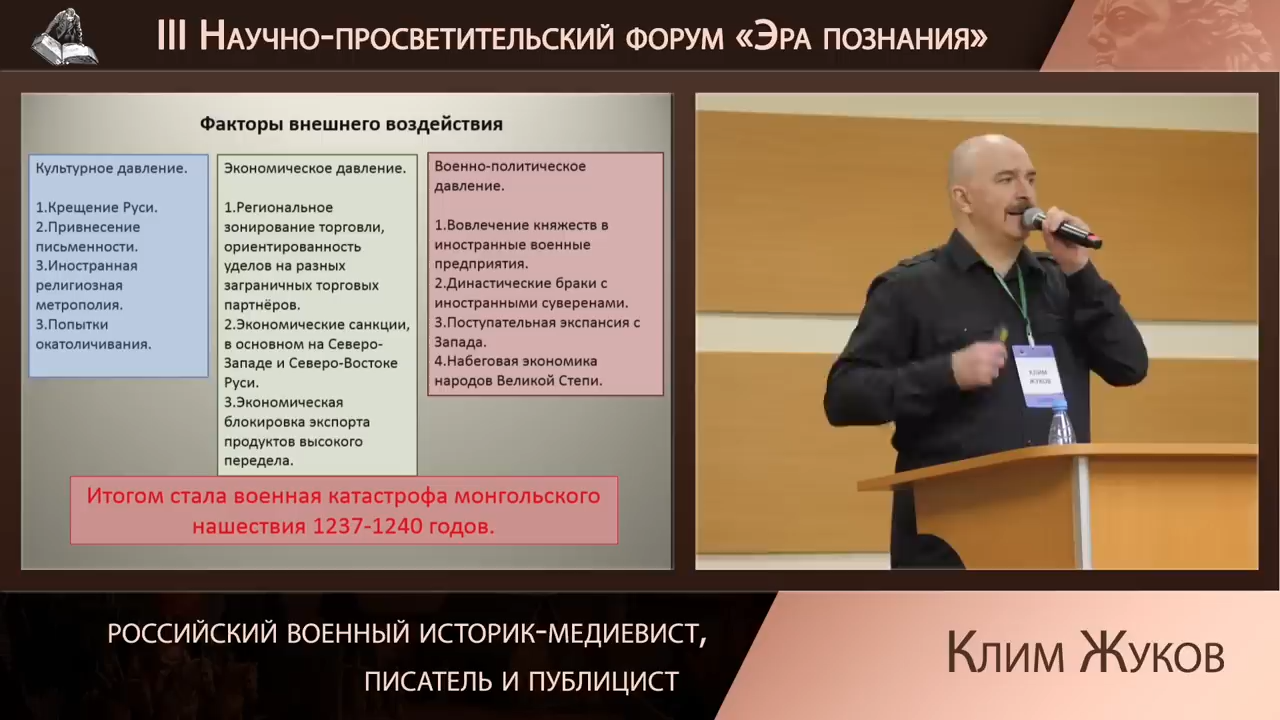 III Научно-просветительский форум «Эра познания»
Факторы внешнего воздействия
Культурное давление.
1.Крещение Руси.
2.Привнесение
письменности.
3.Иностранная
религиозная
метрополия.
3.Попытки
окатоличивания.
Экономическое давление.
1.Региональное
зонирование торговли,
ориентированность
уделов на разных
заграничных торговых
партнёров.
2.Экономические санкции,
в основном на Северо-
Западе и Северо-Востоке
Руси.
3.Экономическая
блокировка экспорта
продуктов высокого
передела.
Военно-политическое
давление.
1.Вовлечение княжеств в
иностранные военные
предприятия.
2.Династические браки с
иностранными суверенами.
3.Поступательная экспансия с
Запада.
4.Набеговая экономика
народов Великой Степи.
Итогом стала военная катастрофа монгольского
нашествия 1237-1240 годов.
КЛИМ
ЖУКОВ
российский военный историк-медиевист,
писатель и публицист
Клим Жуков